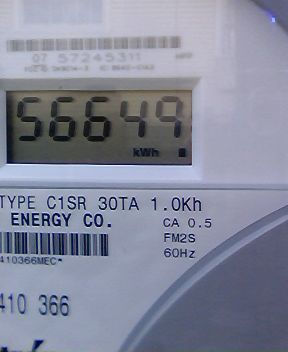 07 57245311
56649
kWh
TYPE C1SR 30TA 1.0Kh
ENERGY CO.
CA 0.5
FM2S
60Hz
410366MEC*
410 366